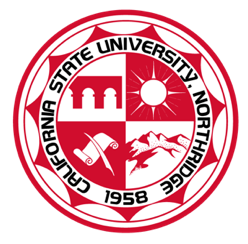 CALIFORNIA STATE UNIVERSITY, NORTHRIDGE
1958